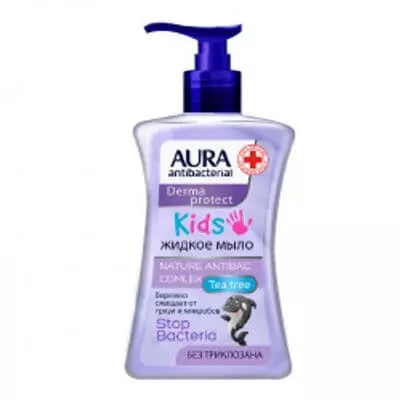 AURA
antibacterial
Derma
protect
Kids
ЖИДКОЕ МЫЛО
NATURE ANTIBAC
COMLEX
Tea tree
Бережно
очищает от
грязи и микробов
Stop
Bacteria
БЕЗ ТРИКЛОЗАНА